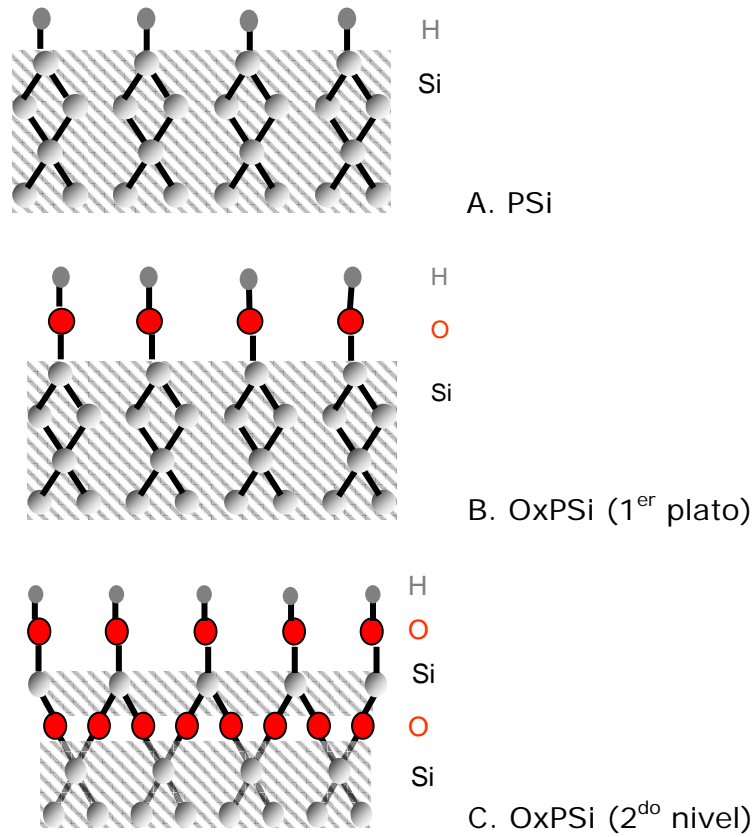 H
Si
A. PSi
H
O
Si
B. OxPSi (1er plato)
H
O
Si
O
Si
C. OxPSi (2do nivel)